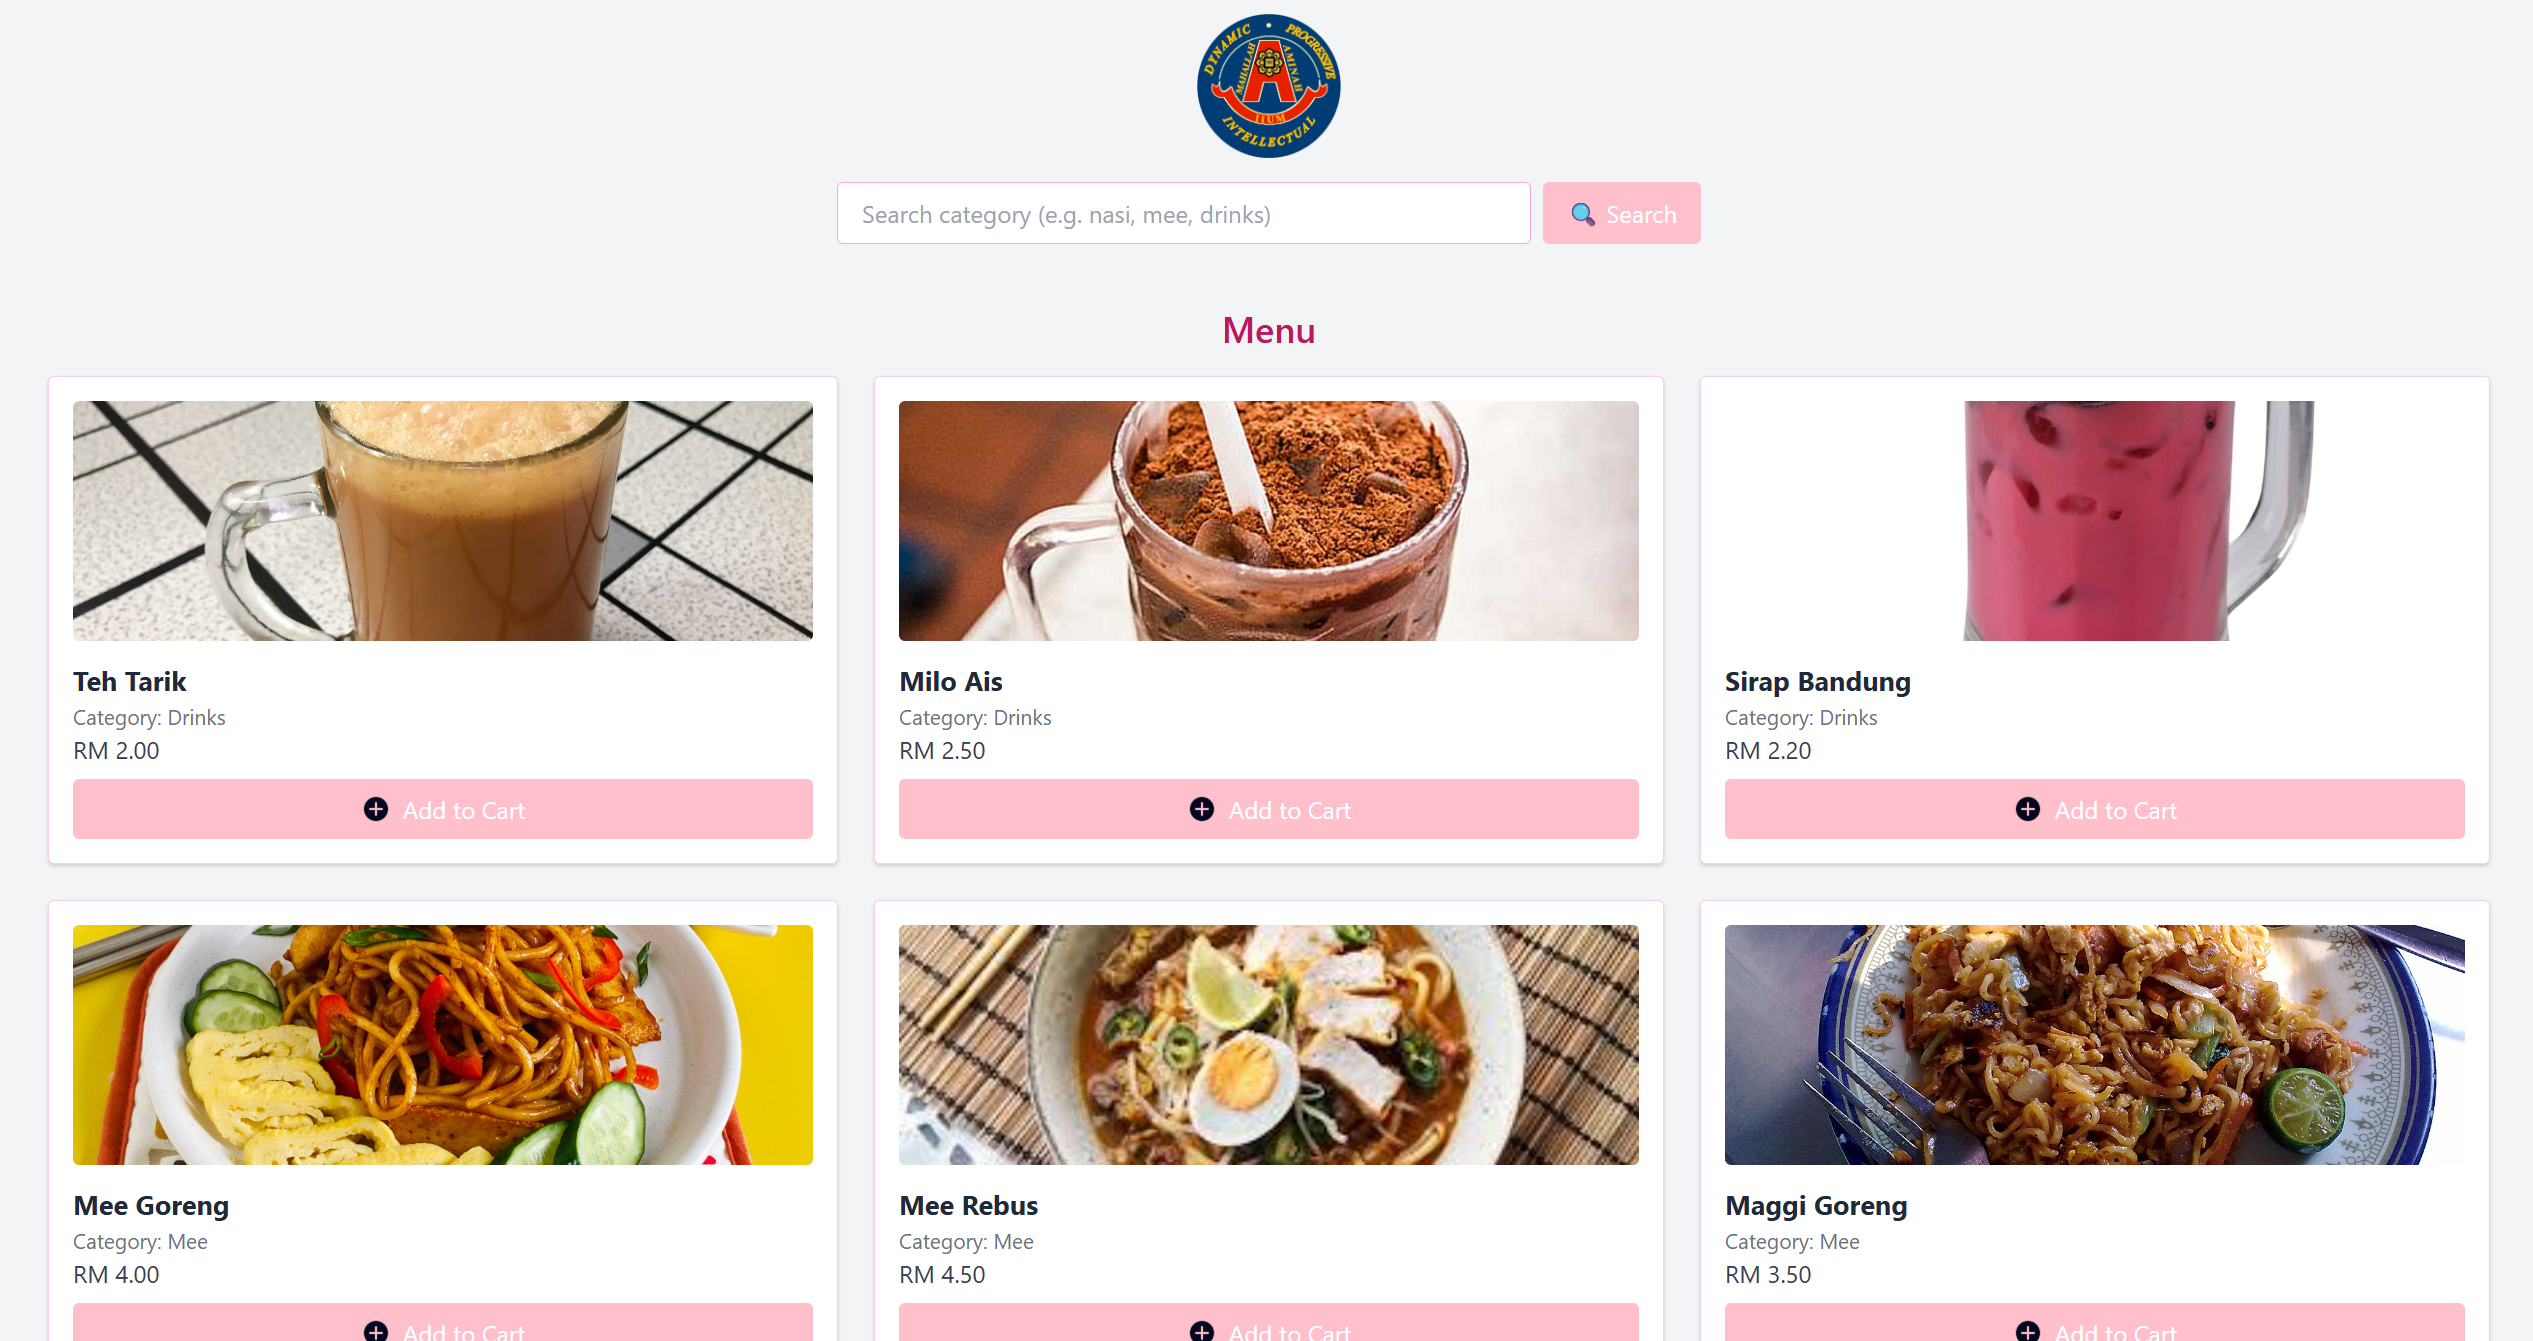 DYNAMIC • PROGRESSIVE
MAHALLAH AMINAH
IIUM
INTELLECTUAL
Search category (e.g. nasi, mee, drinks)
Search
Menu
Teh Tarik
Category: Drinks
RM 2.00
Add to Cart
Milo Ais
Category: Drinks
RM 2.50
Add to Cart
Sirap Bandung
Category: Drinks
RM 2.20
Add to Cart
Mee Goreng
Category: Mee
RM 4.00
Add to Cart
Mee Rebus
Category: Mee
RM 4.50
Add to Cart
Maggi Goreng
Category: Mee
RM 3.50
Add to Cart